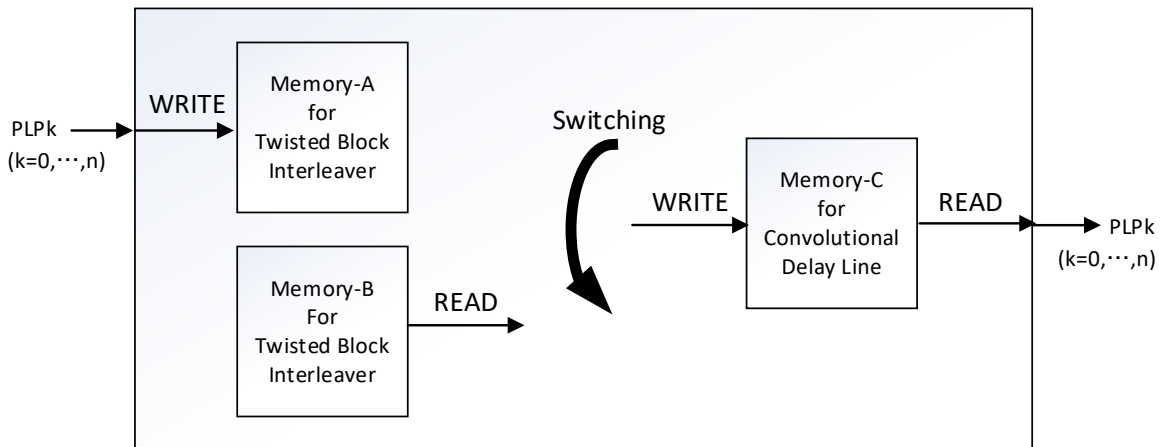 PLPk
(k=0,⋯,n)
WRITE
Memory-A
for
Twisted Block
Interleaver
Memory-B
For
Twisted Block
Interleaver
READ
Switching
WRITE
Memory-C
for
Convolutional
Delay Line
READ
PLPk
(k=0,⋯,n)